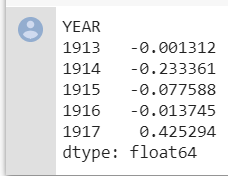 YEAR
1913   -0.001312
1914   -0.233361
1915   -0.077588
1916   -0.013745
1917    0.425294
dtype: float64